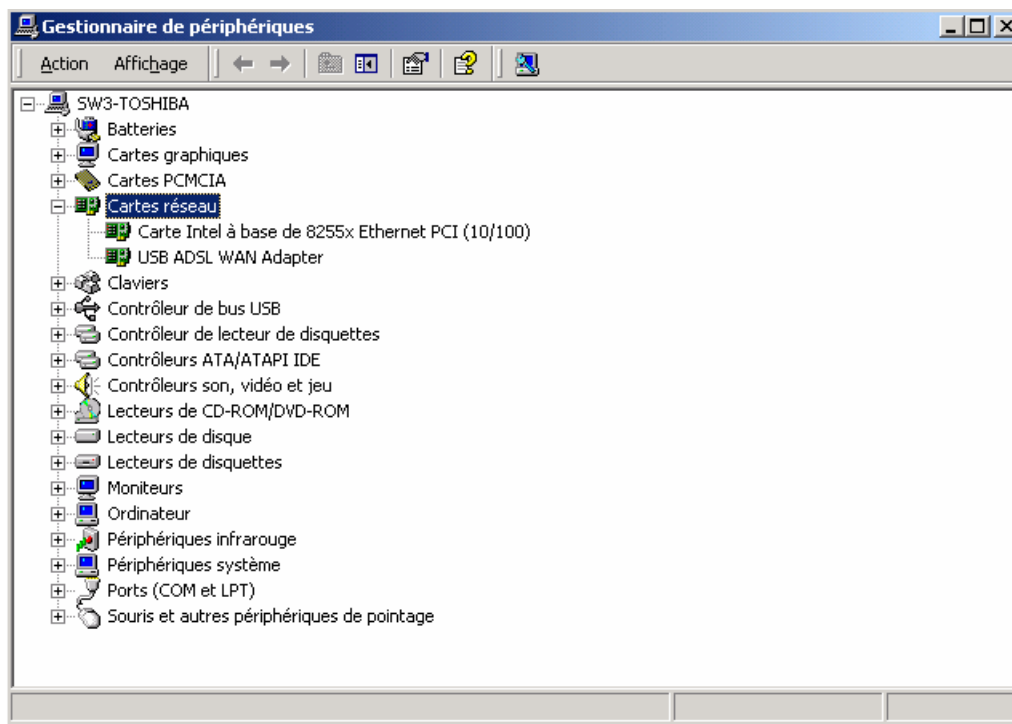 Gestionnaire de périphériques
Action Affichage
SW3-TOSHIBA
Batteries
Cartes graphiques
Cartes PCMCIA
Cartes réseau
Carte Intel à base de 8255x Ethernet PCI (10/100)
USB ADSL WAN Adapter
Claviers
Contrôleur de bus USB
Contrôleur de lecteur de disquettes
Contrôleurs ATA/ATAPI IDE
Contrôleurs son, vidéo et jeu
Lecteurs de CD-ROM/DVD-ROM
Lecteurs de disque
Lecteurs de disquettes
Moniteurs
Ordinateur
Périphériques infrarouge
Périphériques système
Ports (COM et LPT)
Souris et autres périphériques de pointage